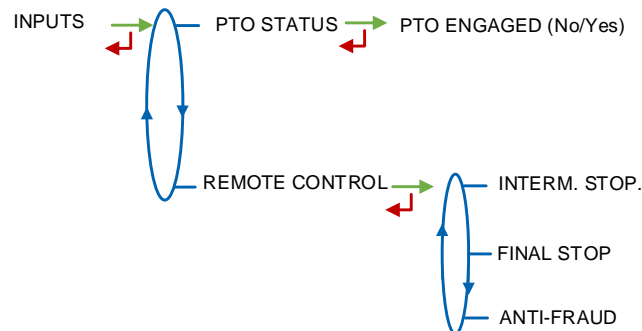 INPUTS
PTO STATUS
PTO ENGAGED (No/Yes)
REMOTE CONTROL
INTERM. STOP.
FINAL STOP
ANTI-FRAUD